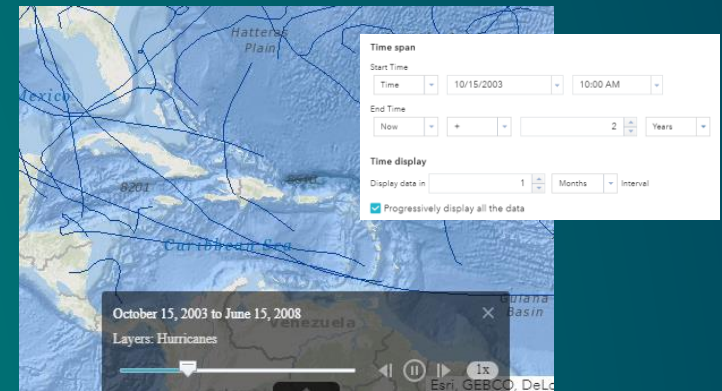 Hatteras
Plain
Mexico
8201
Caribbean Sea
Guiana
Basin
Venezuela
October 15, 2003 to June 15, 2008
Layers: Hurricanes
1x
Esri, GEBCO, DeLo
Time span
Start Time
Time 10/15/2003 10:00 AM
End Time
Now + 2 Years
Time display
Display data in 1 Months Interval
Progressively display all the data